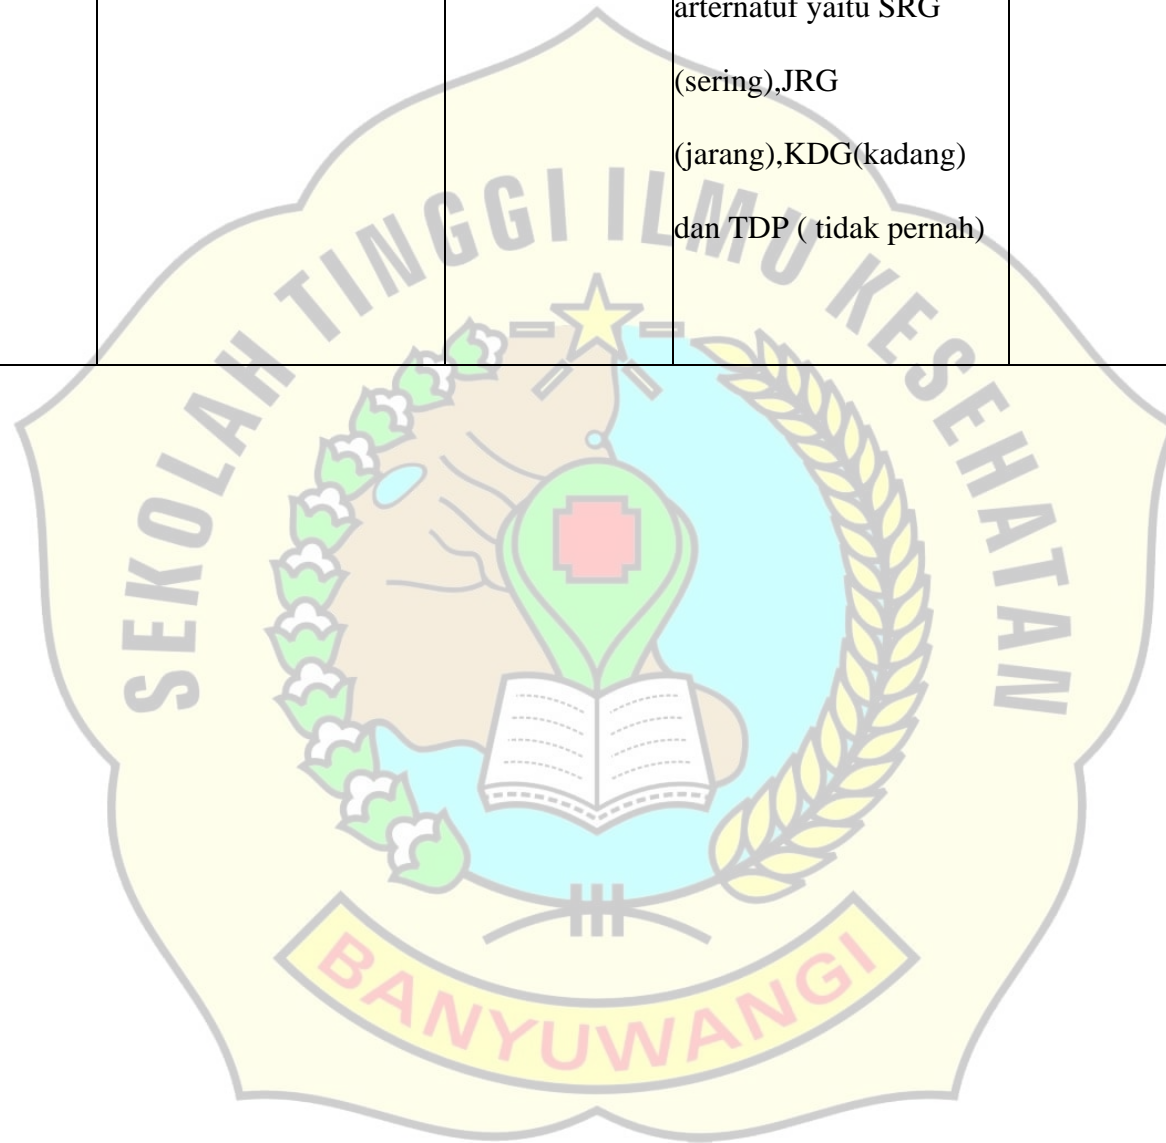 arternatuf yaitu SRG
(sering),JRG
(jarang),KDG(kadang)
dan TDP ( tidak pernah)
SEKOLAH TINGGI ILMU KESEHATAN
BANYUWANGI